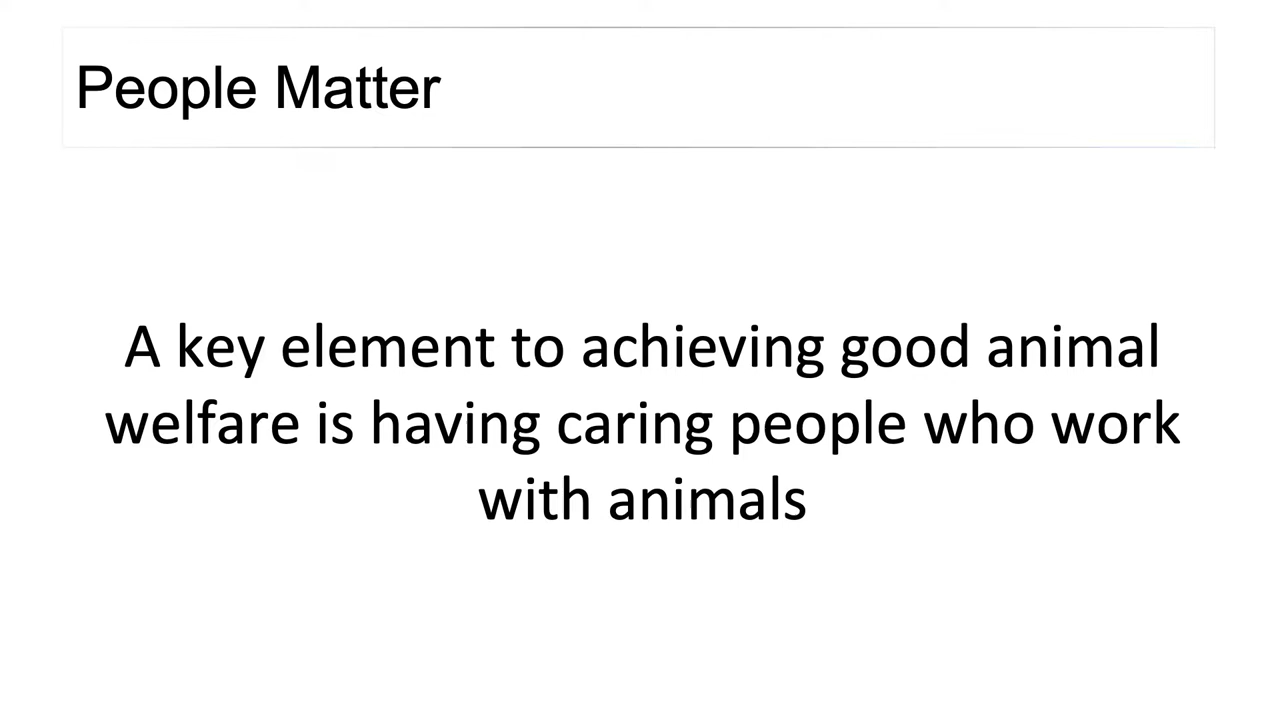 People Matter
A key element to achieving good animal
welfare is having caring people who work
with animals